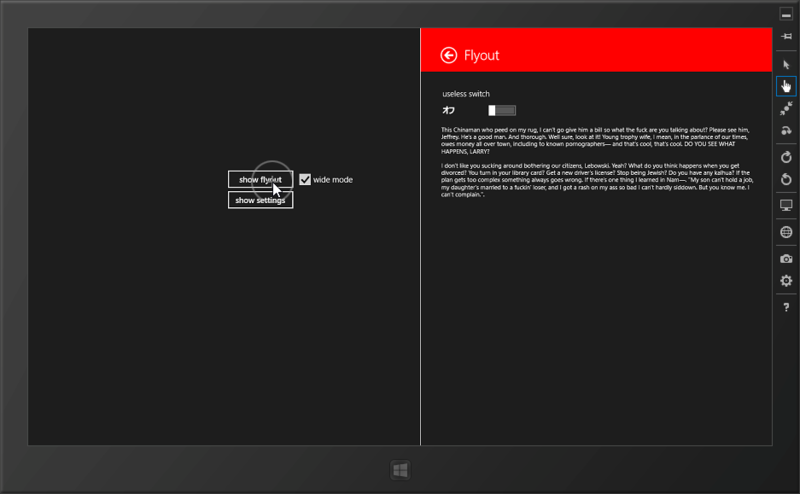 Flyout
useless switch
オフ
This Chinaman who peed on my rug, I can't go give him a bill so what the fuck are you talking about? Please see him,
Jeffrey. He's a good man. And thorough. Well sure, look at it! Young trophy wife, I mean, in the parlance of our times,
owes money all over town, including to known pornographers— and that's cool, that's cool. DO YOU SEE WHAT
HAPPENS, LARRY?
I don't like you sucking around bothering our citizens, Lebowski. Yeah? What do you think happens when you get
divorced? You turn in your library card? Get a new driver's license? Stop being Jewish? Do you have any kalhua? If the
plan gets too complex something always goes wrong. If there's one thing I learned in Nam—. "My son can't hold a job,
my daughter's married to a fuckin' loser, and I got a rash on my ass so bad I can't hardly siddown. But you know me. I
can't complain.".
show flyout
wide mode
show settings
?